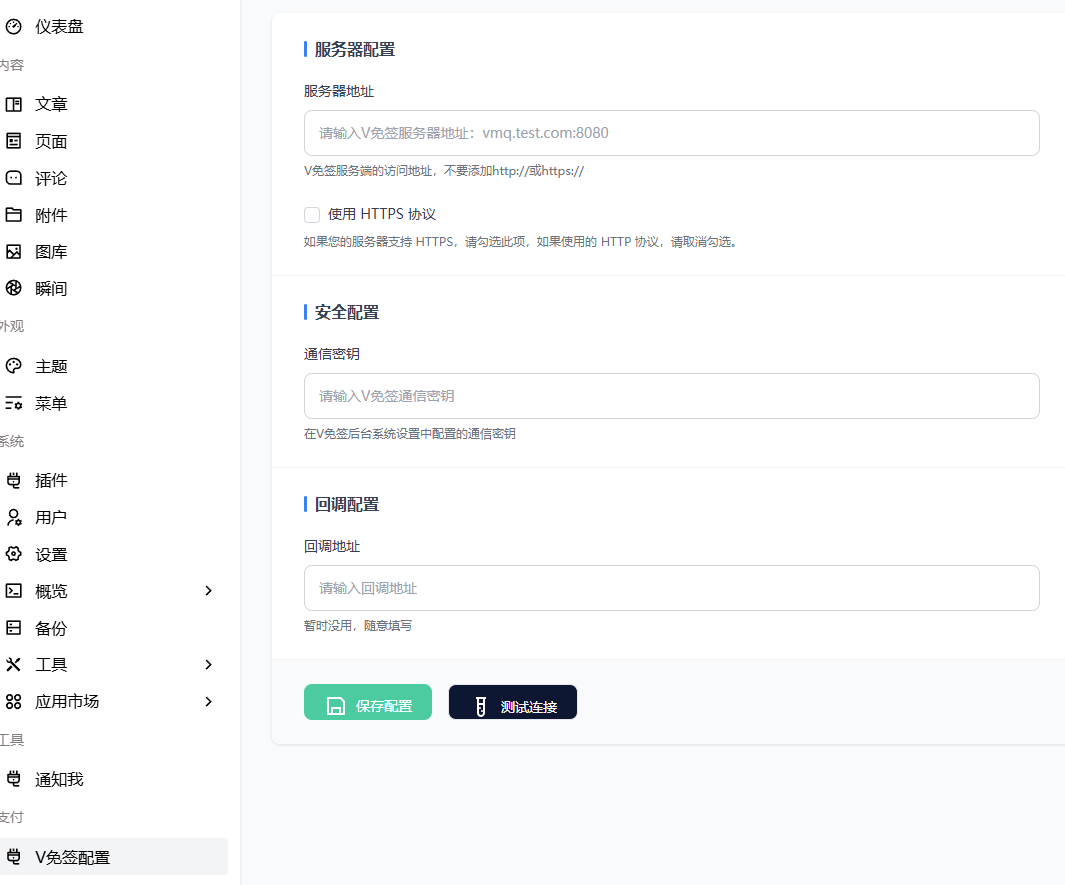 仪表盘
内容
文章
页面
评论
附件
图库
瞬间
外观
主题
菜单
系统
插件
用户
设置
概览
备份
工具
应用市场
工具
通知我
支付
V免签配置
服务器配置
服务器地址
请输入V免签服务器地址：vmq.test.com:8080
V免签服务端的访问地址，不要添加http://或https://
使用 HTTPS 协议
如果您的服务器支持 HTTPS，请勾选此项，如果使用的 HTTP 协议，请取消勾选。
安全配置
通信密钥
请输入V免签通信密钥
在V免签后台系统设置中配置的通信密钥
回调配置
回调地址
请输入回调地址
暂时没用，随意填写
保存配置
测试连接